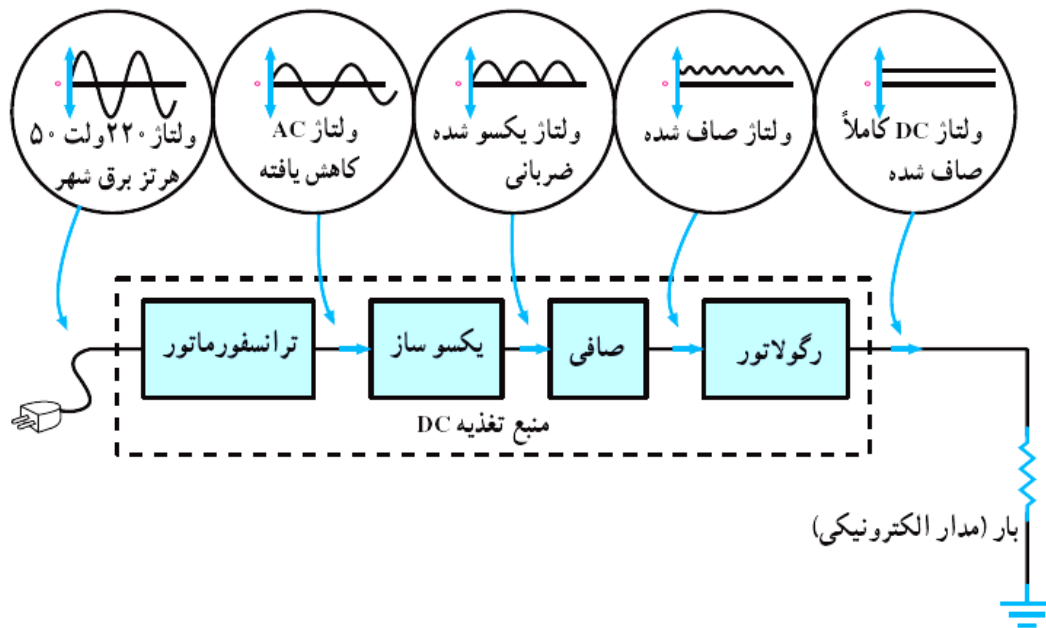 ولتاژ ۲۲۰ ولت ۵۰
هرتز برق شهر
ولتاژ AC
کاهش یافته
ولتاژ یکسو شده
ضربانی
ولتاژ صاف شده
ولتاژ DC کاملاً
صاف شده
ترانسفورماتور
یکسو ساز
صافی
رگولاتور
منبع تغذیه DC
بار (مدار الکترونیکی)